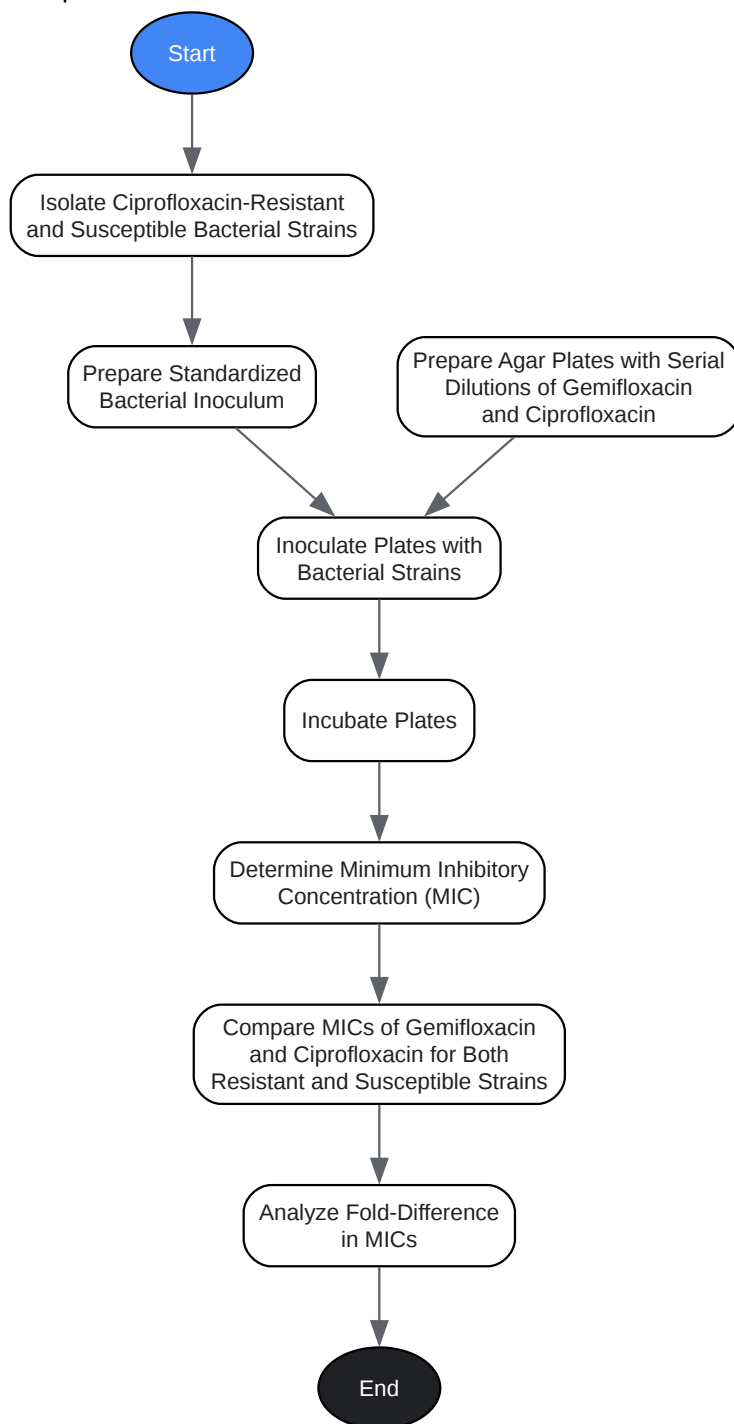 Start
Isolate Ciprofloxacin-Resistant
and Susceptible Bacterial Strains
Prepare Standardized
Bacterial Inoculum
Prepare Agar Plates with Serial
Dilutions of Gemifloxacin
and Ciprofloxacin
Inoculate Plates with
Bacterial Strains
Incubate Plates
Determine Minimum Inhibitory
Concentration (MIC)
Compare MICs of Gemifloxacin
and Ciprofloxacin for Both
Resistant and Susceptible Strains
Analyze Fold-Difference
in MICs
End